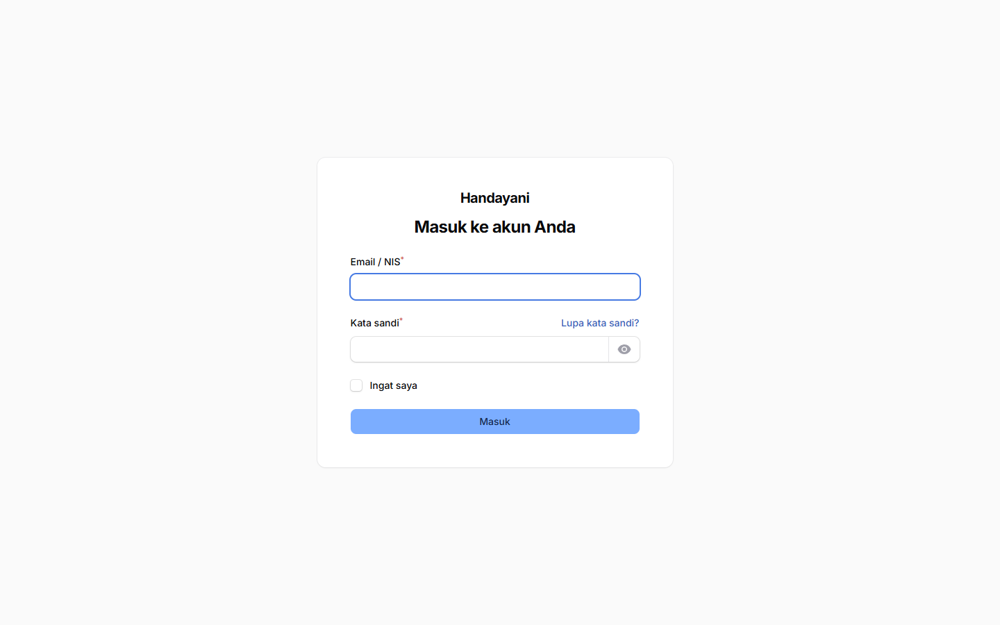 Handayani
Masuk ke akun Anda
Email / NIS*
Kata sandi*
Lupa kata sandi?
Ingat saya
Masuk